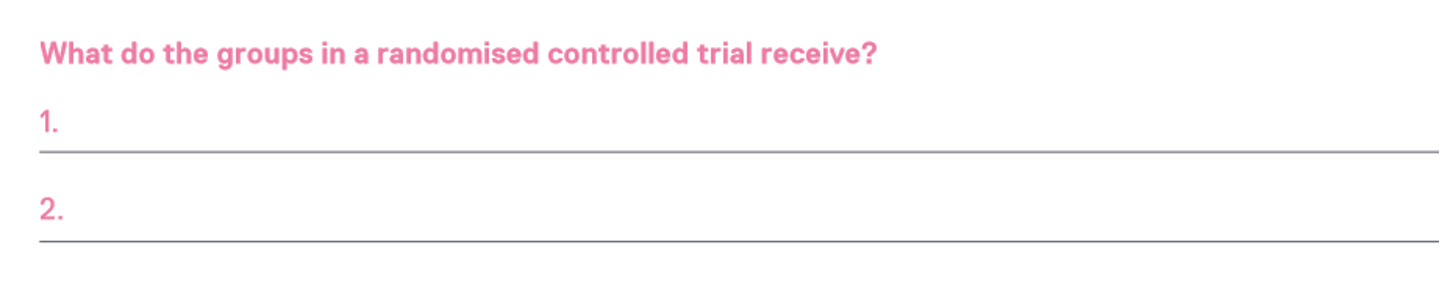 What do the groups in a randomised controlled trial receive?
1.
2.